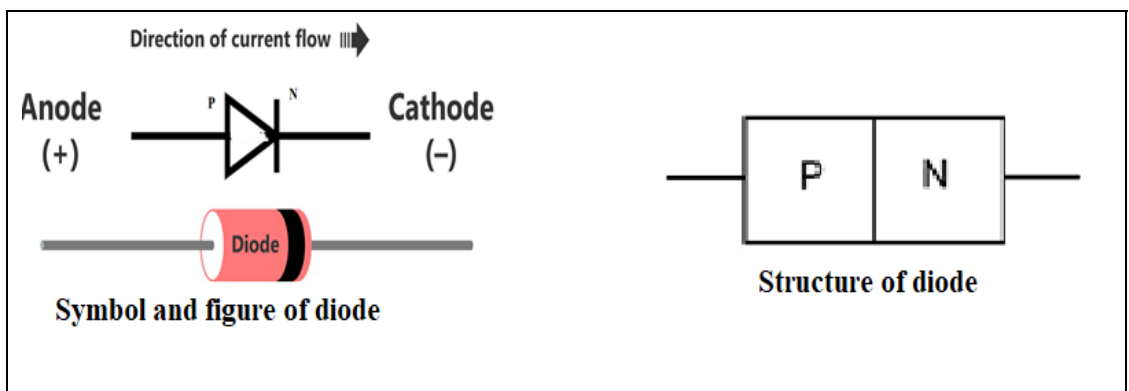 Direction of current flow
P
N
Anode
(+)
Cathode
(–)
Diode
Symbol and figure of diode
P
N
Structure of diode